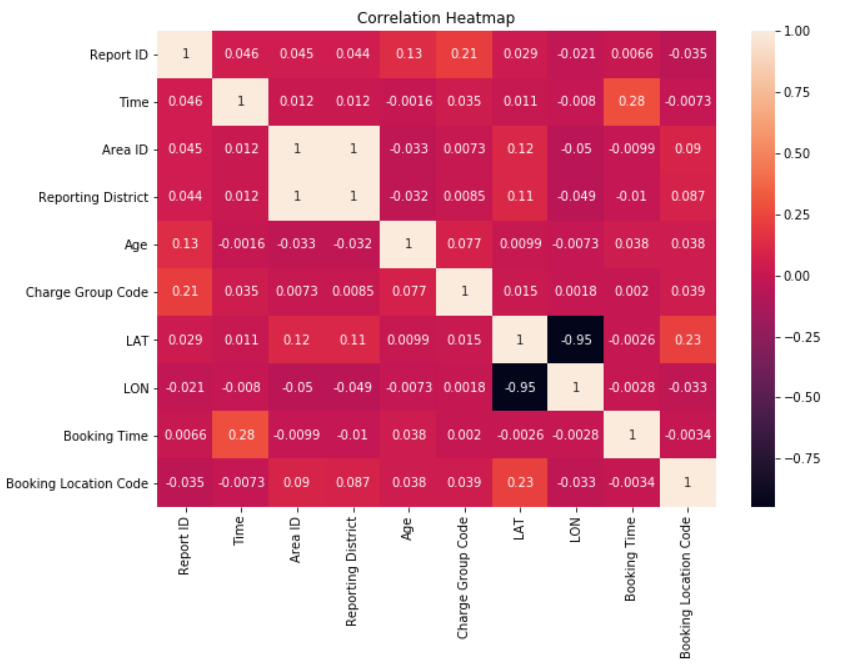 Correlation Heatmap
Report ID 1 0.046 0.045 0.044 0.13 0.21 0.029 -0.021 0.0066 -0.035
Time 0.046 1 0.012 0.012 -0.0016 0.035 0.011 -0.008 0.28 -0.0073
Area ID 0.045 0.012 1 1 -0.033 0.0073 0.12 -0.05 -0.0099 0.09
Reporting District 0.044 0.012 1 1 -0.032 0.0085 0.11 -0.049 -0.01 0.087
Age 0.13 -0.0016 -0.033 -0.032 1 0.077 0.0099 -0.0073 0.038 0.038
Charge Group Code 0.21 0.035 0.0073 0.0085 0.077 1 0.015 0.0018 0.002 0.039
LAT 0.029 0.011 0.12 0.11 0.0099 0.015 1 -0.95 -0.0026 0.23
LON -0.021 -0.008 -0.05 -0.049 -0.0073 0.0018 -0.95 1 -0.0028 -0.033
Booking Time 0.0066 0.28 -0.0099 -0.01 0.038 0.002 -0.0026 -0.0028 1 -0.0034
Booking Location Code -0.035 -0.0073 0.09 0.087 0.038 0.039 0.23 -0.033 -0.0034 1
Report ID
Time
Area ID
Reporting District
Age
Charge Group Code
LAT
LON
Booking Time
Booking Location Code
1.00
0.75
0.50
0.25
0.00
−0.25
−0.50
−0.75